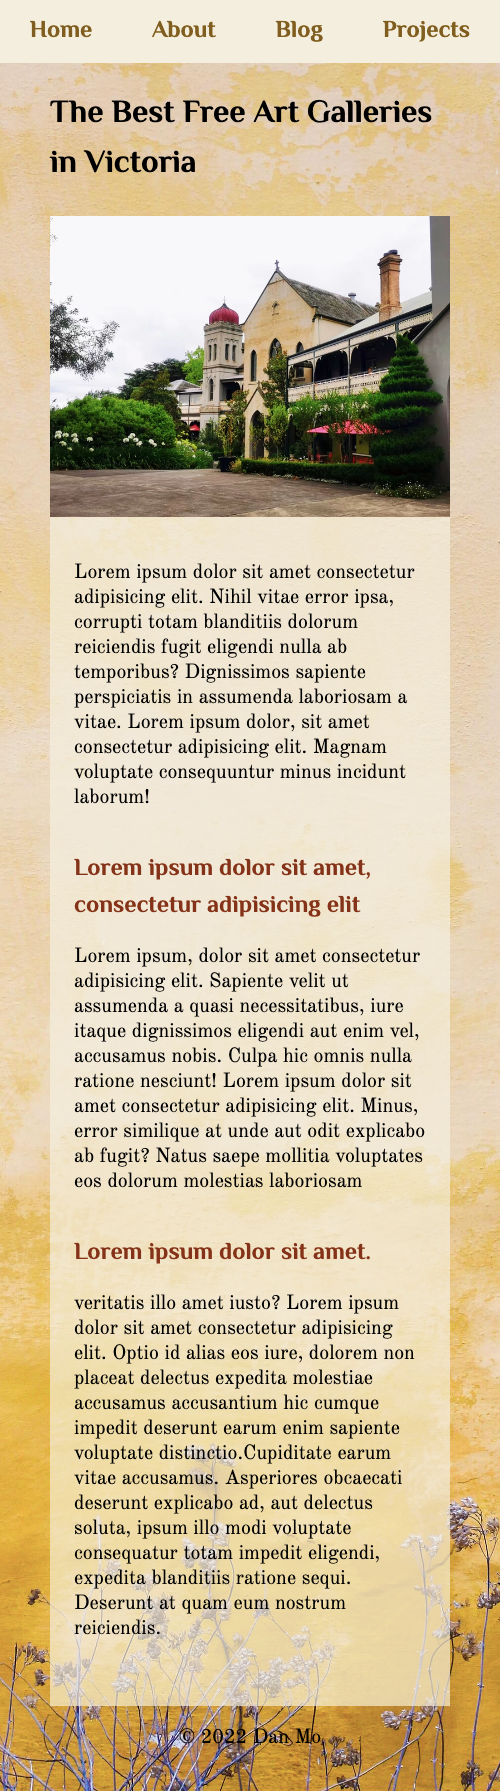 Home About Blog Projects
The Best Free Art Galleries
in Victoria
Lorem ipsum dolor sit amet consectetur
adipisicing elit. Nihil vitae error ipsa,
corrupti totam blanditiis dolorum
reiciendis fugit eligendi nulla ab
temporibus? Dignissimos sapiente
perspiciatis in assumenda laboriosam a
vitae. Lorem ipsum dolor, sit amet
consectetur adipisicing elit. Magnam
voluptate consequuntur minus incidunt
laborum!
Lorem ipsum dolor sit amet,
consectetur adipisicing elit
Lorem ipsum, dolor sit amet consectetur
adipisicing elit. Sapiente velit ut
assumenda a quasi necessitatibus, iure
itaque dignissimos eligendi aut enim vel,
accusamus nobis. Culpa hic omnis nulla
ratione nesciunt! Lorem ipsum dolor sit
amet consectetur adipisicing elit. Minus,
error similique at unde aut odit explicabo
ab fugit? Natus saepe mollitia voluptates
eos dolorum molestias laboriosam
Lorem ipsum dolor sit amet.
veritatis illo amet iusto? Lorem ipsum
dolor sit amet consectetur adipisicing
elit. Optio id alias eos iure, dolorem non
placeat delectus expedita molestiae
accusamus accusantium hic cumque
impedit deserunt earum enim sapiente
voluptate distinctio.Cupiditate earum
vitae accusamus. Asperiores obcaecati
deserunt explicabo ad, aut delectus
soluta, ipsum illo modi voluptate
consequatur totam impedit eligendi,
expedita blanditiis ratione sequi.
Deserunt at quam eum nostrum
reiciendis.
© 2022 Dan Mo.